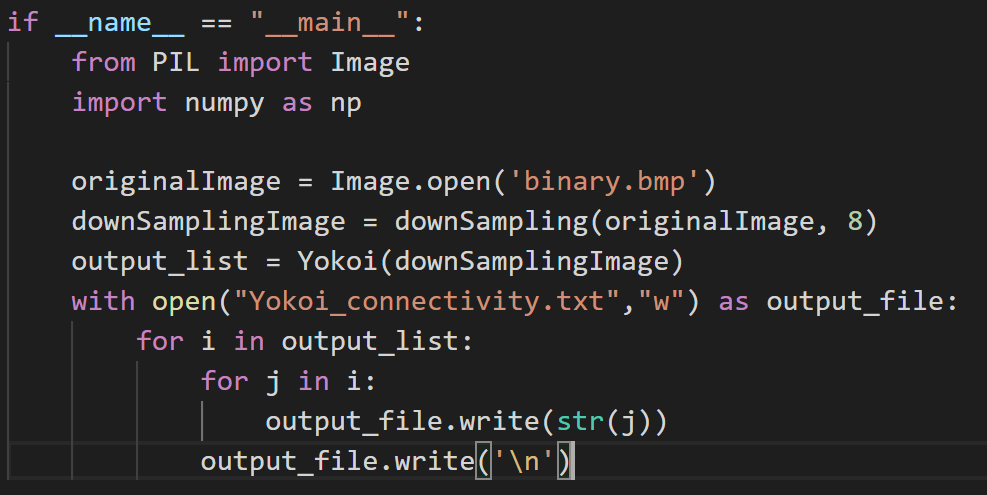 if __name__ == "__main__":
    from PIL import Image
    import numpy as np

    originalImage = Image.open('binary.bmp')
    downSamplingImage = downSampling(originalImage, 8)
    output_list = Yokoi(downSamplingImage)
    with open("Yokoi_connectivity.txt","w") as output_file:
        for i in output_list:
            for j in i:
                output_file.write(str(j))
            output_file.write('\n')